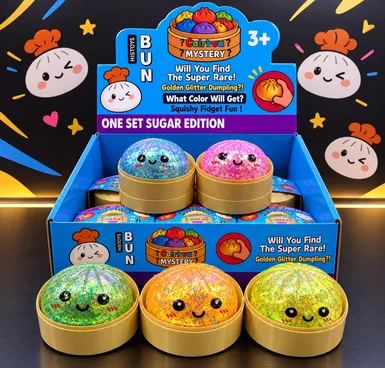 HISTOYS
BUN
Cartoon
?MYSTERY?
3+
Will You Find
The Super Rare!
Golden Glitter Dumpling?!
What Color Will Get?
Squishy Fidget Fun !
ONE SET SUGAR EDITION
HISTOYS
BUN
MYSTERY
Will You Find
The Super Rare!
Golden Glitter Dumpling?!